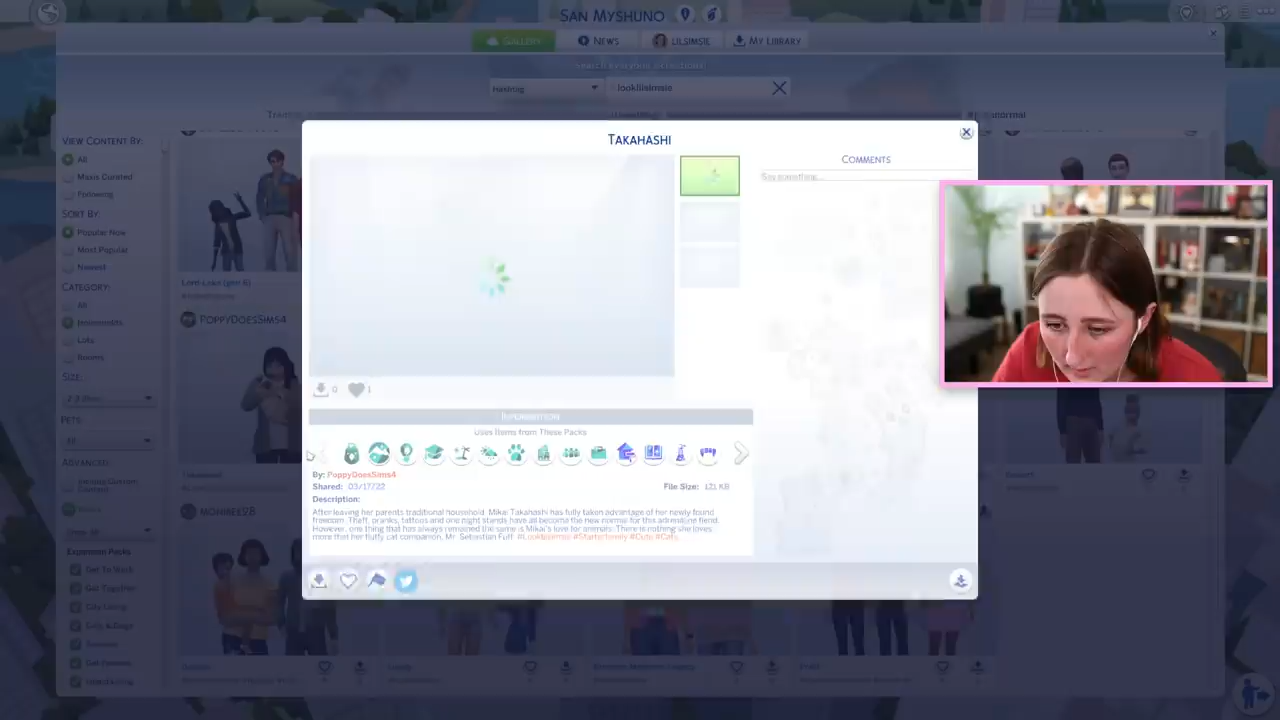 SAN MYSHUNO
GALLERY
NEWS
LILSIMSIE
MY LIBRARY
Hashtag
looklilsimsie
VIEW CONTENT BY:
All
Maxis Curated
Following
SORT BY:
Popular Now
Most Popular
Newest
CATEGORY:
All
Households
Lots
Rooms
SIZE:
PETS:
All
ADVANCED:
Expansion Packs
Get To Work
Get Together
City Living
Cats & Dogs
Seasons
Get Famous
Island Living
POPPYDOESSIMS4
TAKAHASHI
COMMENTS
Say something...
0
1
INFORMATION
Uses Items from These Packs
By: PoppyDoesSims4
Shared: 03/17/22
File Size: 121 KB
Description:
After leaving her parents traditional household, Mikai Takahashi has fully taken advantage of her newly found
freedom. Theft, pranks, tattoos and one night stands have all become the new normal for this adrenaline fiend.
However, one thing that has always remained the same is Mikai's love for animals. There is nothing she loves
more that her fluffy cat companion, Mr. Sebastian Fuff. #Looklilsimsie #Starterfamily #Cute #Cats